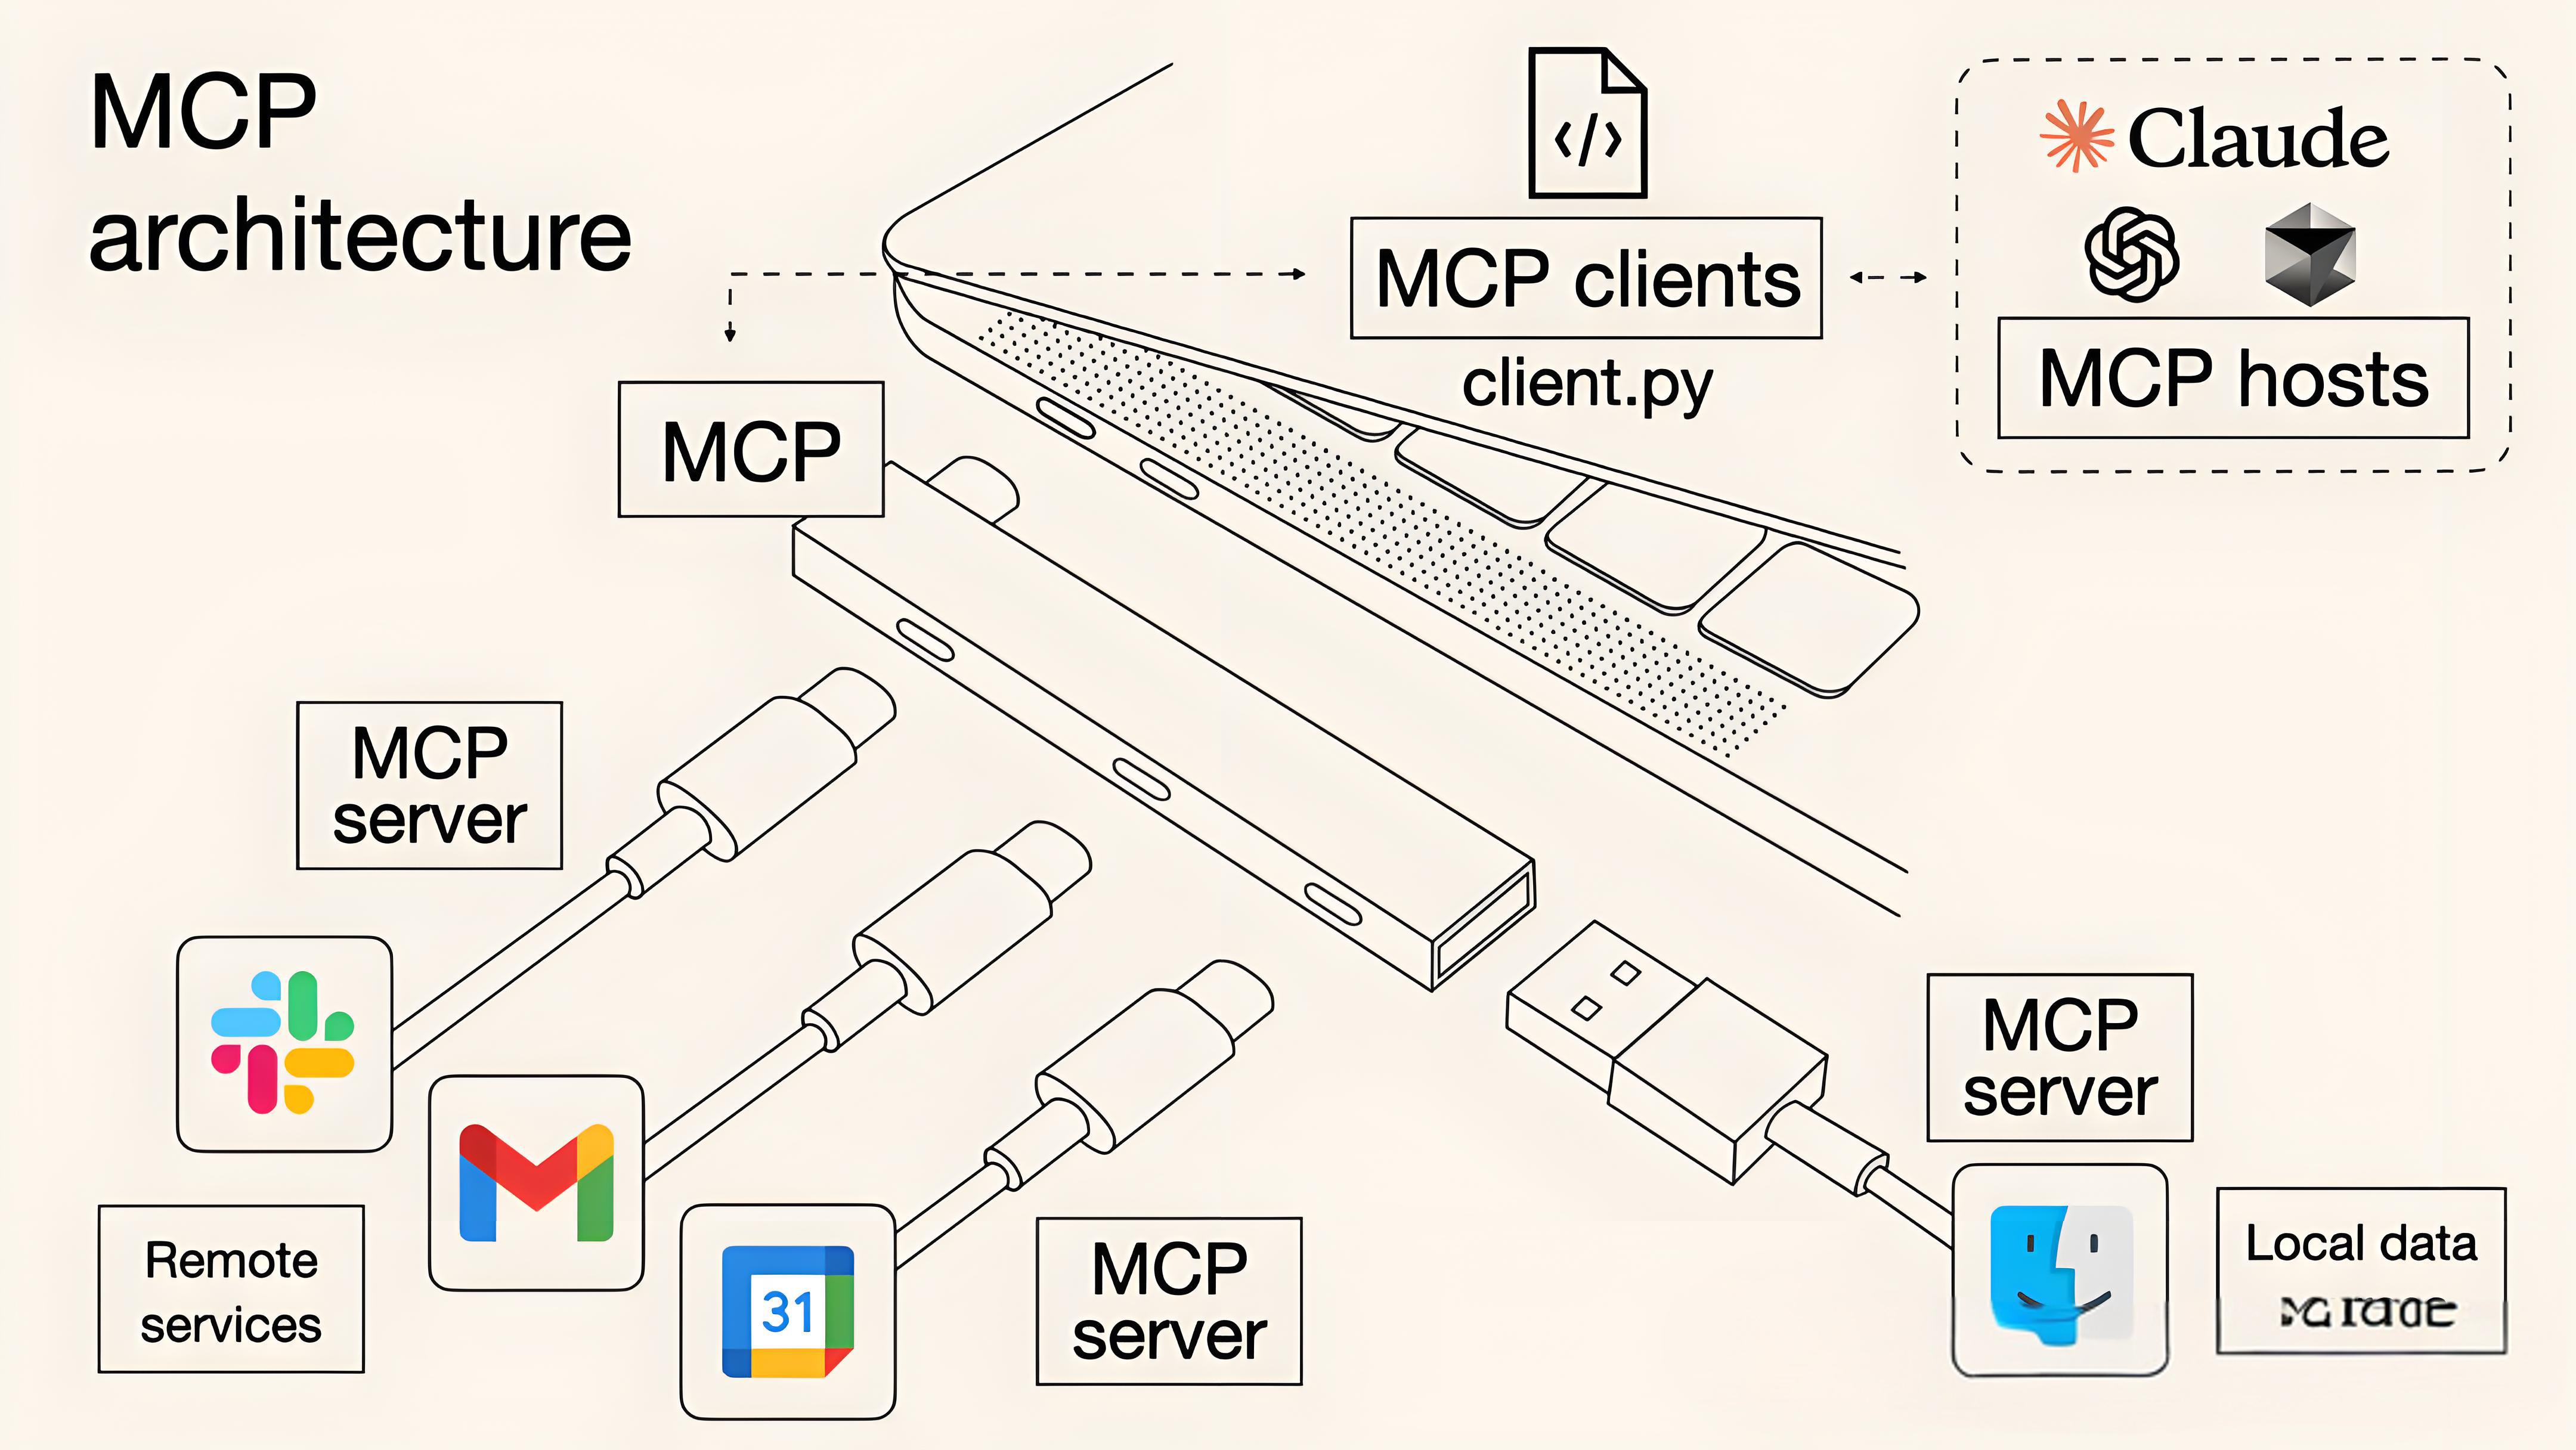 MCP
architecture
</>
MCP clients
client.py
Claude
MCP hosts
MCP
MCP
server
Remote
services
31
MCP
server
MCP
server
Local data